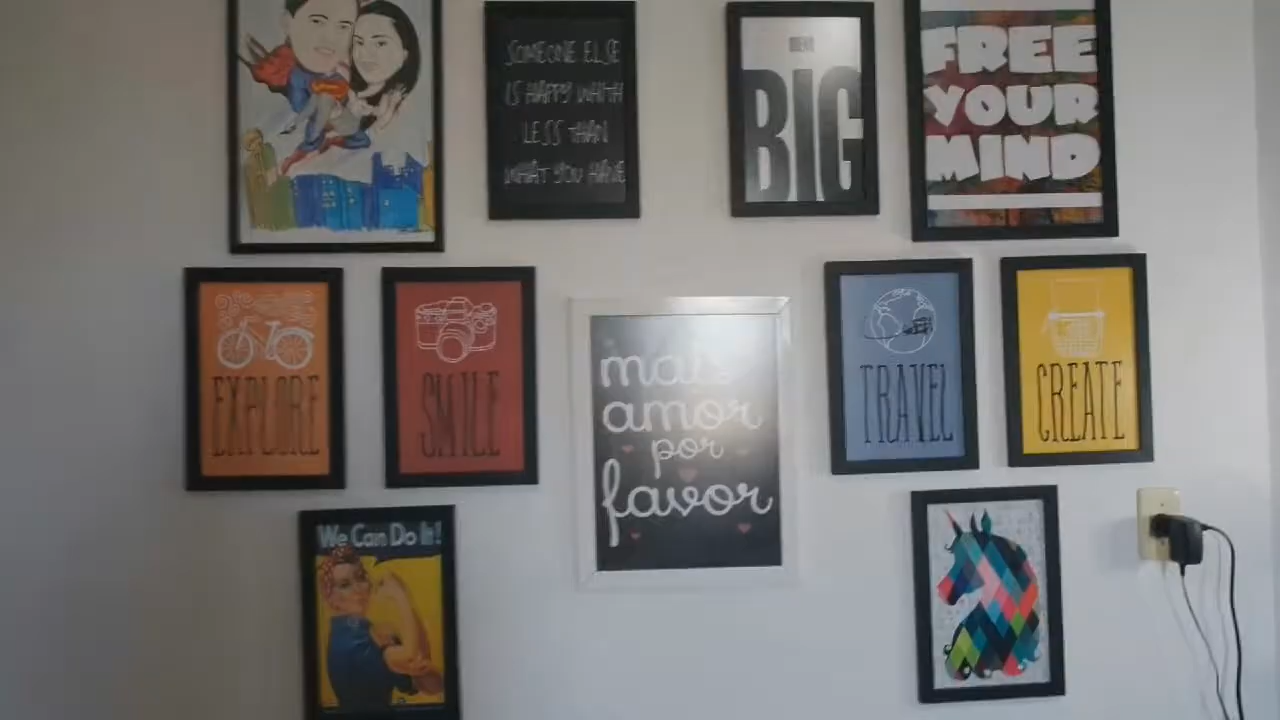 SOMEONE ELSE
IS HAPPY WHITH
LESS THAN
WHAT YOU HAVE
BIG
FREE
YOUR
MIND
EXPLORE
SMILE
mais
amor
por
favor
TRAVEL
CREATE
We Can Do It!